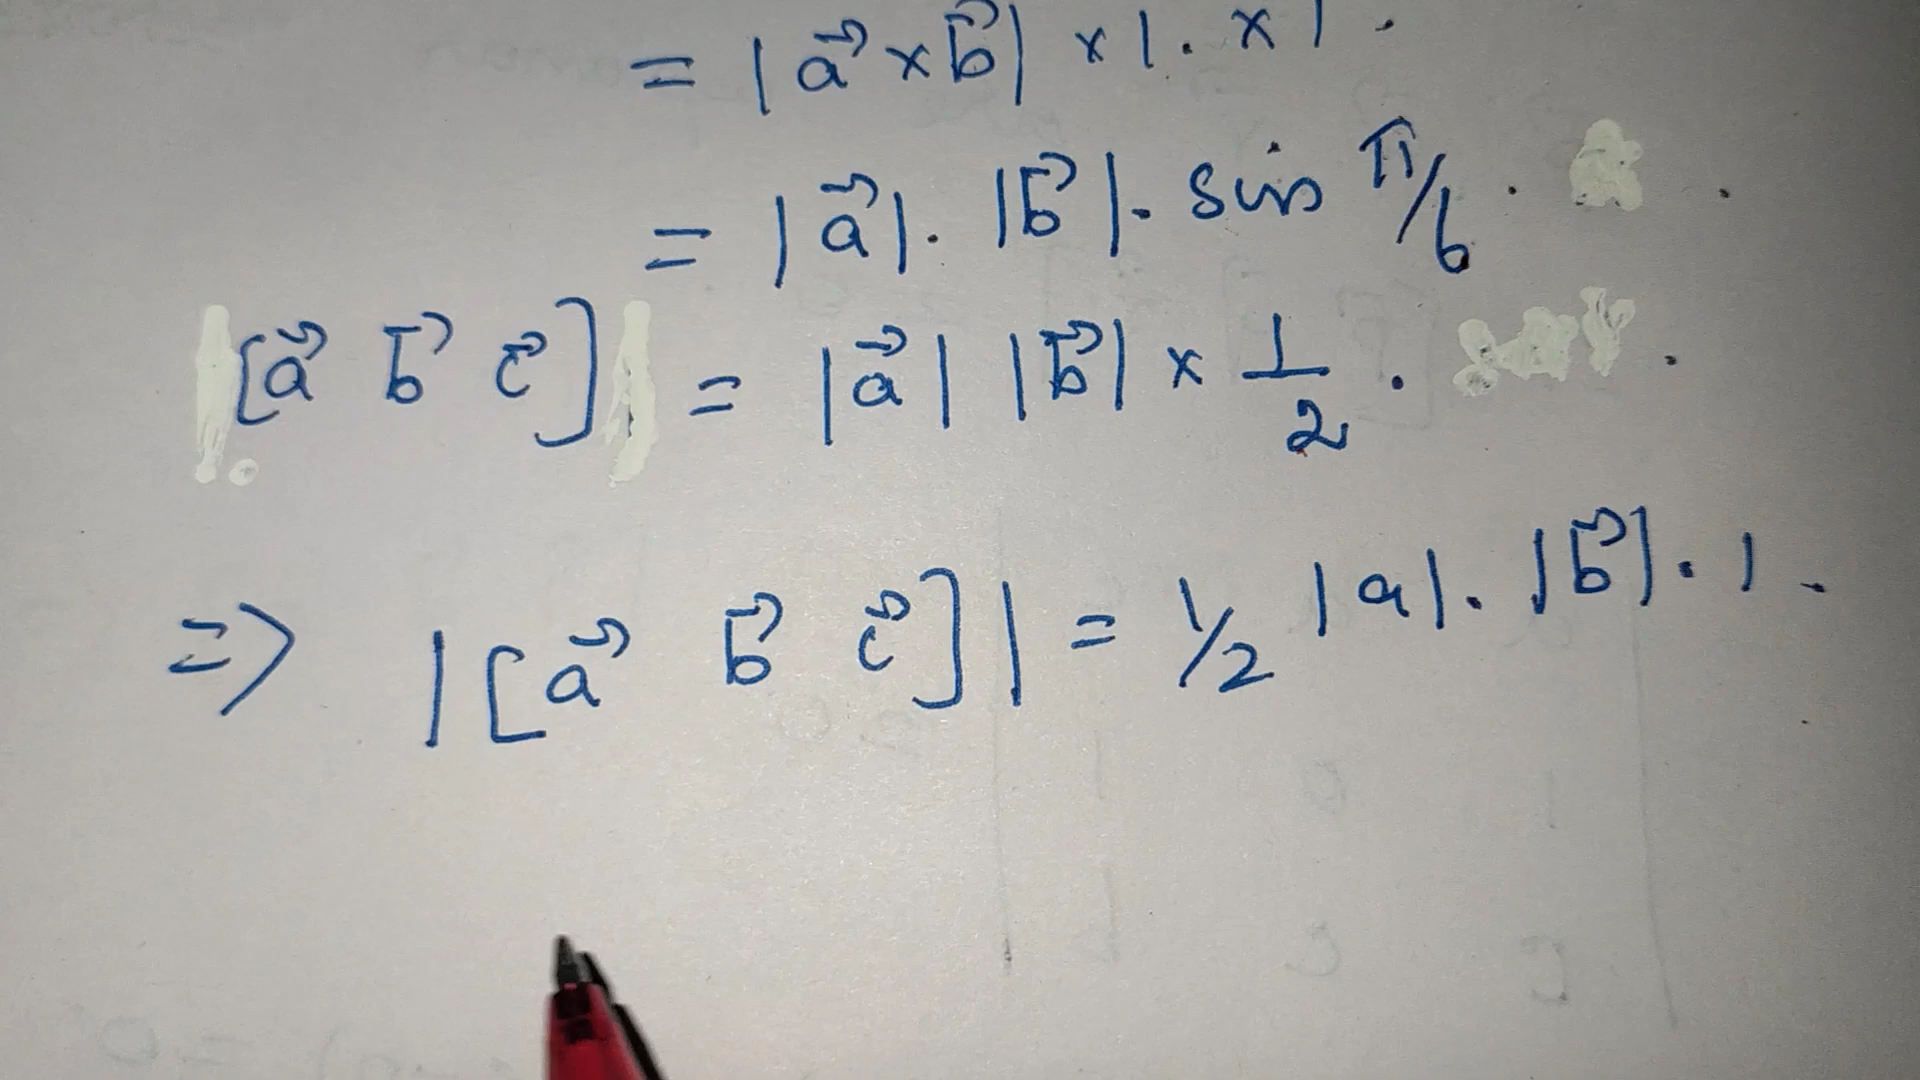 = |a⃗ × b⃗| × 1 . × 1 .
= |a⃗| . |b⃗| . sin π/6 . .
[a⃗ b⃗ c⃗] = |a⃗| |b⃗| × 1/2 . .
=> |[a⃗ b⃗ c⃗]| = 1/2 |a| . |b⃗| . 1 .